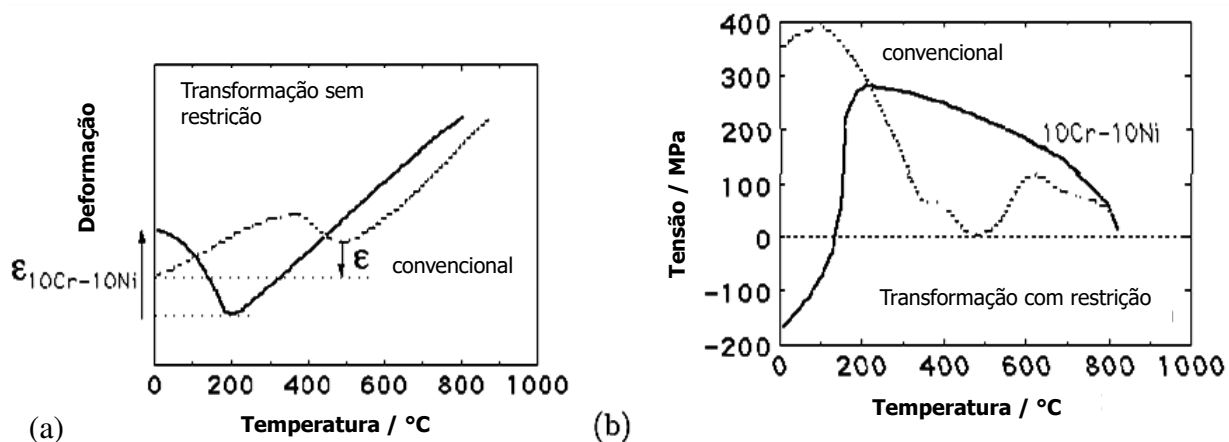 Transformação sem
restrição
Deformação
ε10Cr-10Ni
ε
convencional
0 200 400 600 800 1000
Temperatura / °C
(a)
400
300
200
100
0
-100
-200
convencional
10Cr-10Ni
Tensão / MPa
Transformação com restrição
0 200 400 600 800 1000
Temperatura / °C
(b)